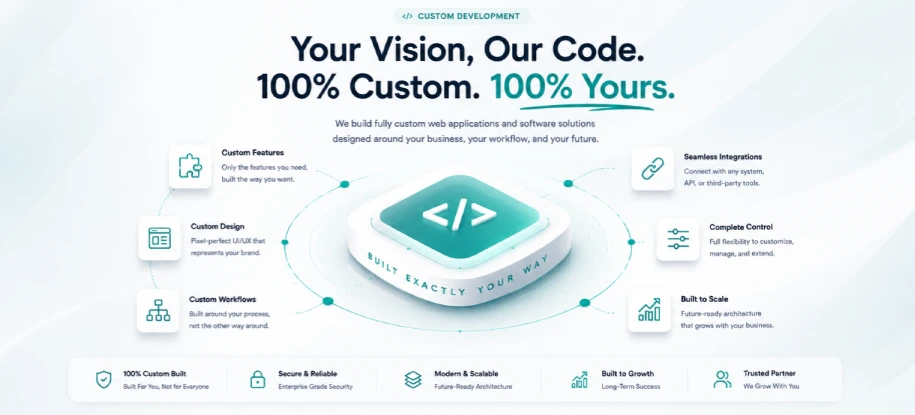 </> CUSTOM DEVELOPMENT
Your Vision, Our Code.
100% Custom. 100% Yours.
We build fully custom web applications and software solutions
designed around your business, your workflow, and your future.
Custom Features
Only the features you need,
built the way you want.
Custom Design
Pixel-perfect UI/UX that
represents your brand.
Custom Workflows
Built around your process,
not the other way around.
</>
BUILT EXACTLY YOUR WAY
Seamless Integrations
Connect with any system,
API, or third-party tools.
Complete Control
Full flexibility to customize,
manage, and extend.
Built to Scale
Future-ready architecture
that grows with your business.
100% Custom Built
Built For You, Not for Everyone
Secure & Reliable
Enterprise Grade Security
Modern & Scalable
Future-Ready Architecture
Built to Growth
Long-Term Success
Trusted Partner
We Grow With You